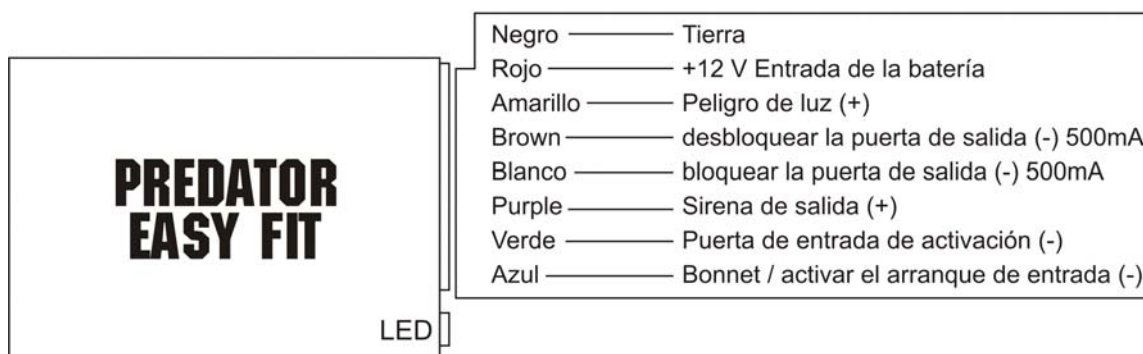 PREDATOR
EASY FIT
LED
Negro Tierra
Rojo +12 V Entrada de la batería
Amarillo Peligro de luz (+)
Brown desbloquear la puerta de salida (-) 500mA
Blanco bloquear la puerta de salida (-) 500mA
Purple Sirena de salida (+)
Verde Puerta de entrada de activación (-)
Azul Bonnet / activar el arranque de entrada (-)